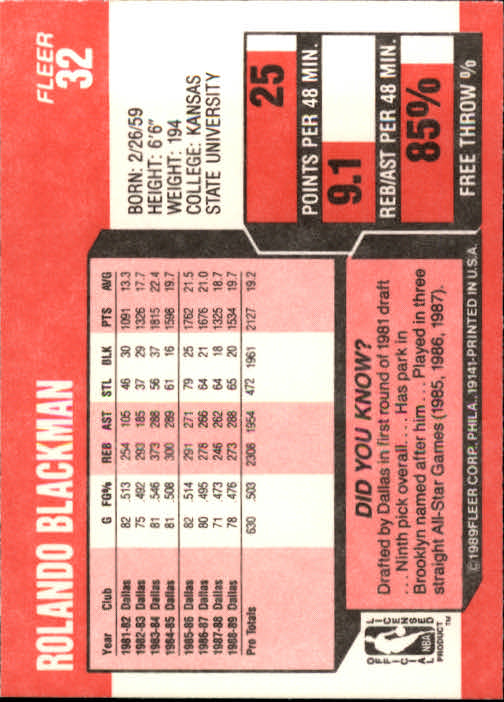 FLEER
32
ROLANDO BLACKMAN
BORN: 2/26/59
HEIGHT: 6'6"
WEIGHT: 194
COLLEGE: KANSAS
STATE UNIVERSITY
Year Club G FG% REB AST STL BLK PTS AVG
1981-82 Dallas 82 .513 254 105 46 30 1091 13.3
1982-83 Dallas 75 .492 293 185 37 29 1326 17.7
1983-84 Dallas 81 .546 373 288 56 37 1815 22.4
1984-85 Dallas 81 .508 300 289 61 16 1598 19.7
1985-86 Dallas 82 .514 291 271 79 25 1762 21.5
1986-87 Dallas 80 .495 278 266 64 21 1676 21.0
1987-88 Dallas 71 .473 246 262 64 18 1325 18.7
1988-89 Dallas 78 .476 273 288 65 20 1534 19.7
Pro Totals 630 .503 2308 1954 472 1961 2127 19.2
25
POINTS PER 48 MIN.
9.1
REB/AST PER 48 MIN.
85%
FREE THROW %
DID YOU KNOW?
Drafted by Dallas in first round of 1981 draft
. . . Ninth pick overall. . . . Has park in
Brooklyn named after him . . . Played in three
straight All-Star Games (1985, 1986, 1987).
OFFICIAL LICENSED
NBA
PRODUCT ™
©1989FLEER CORP. PHILA., 19141-PRINTED IN U.S.A.